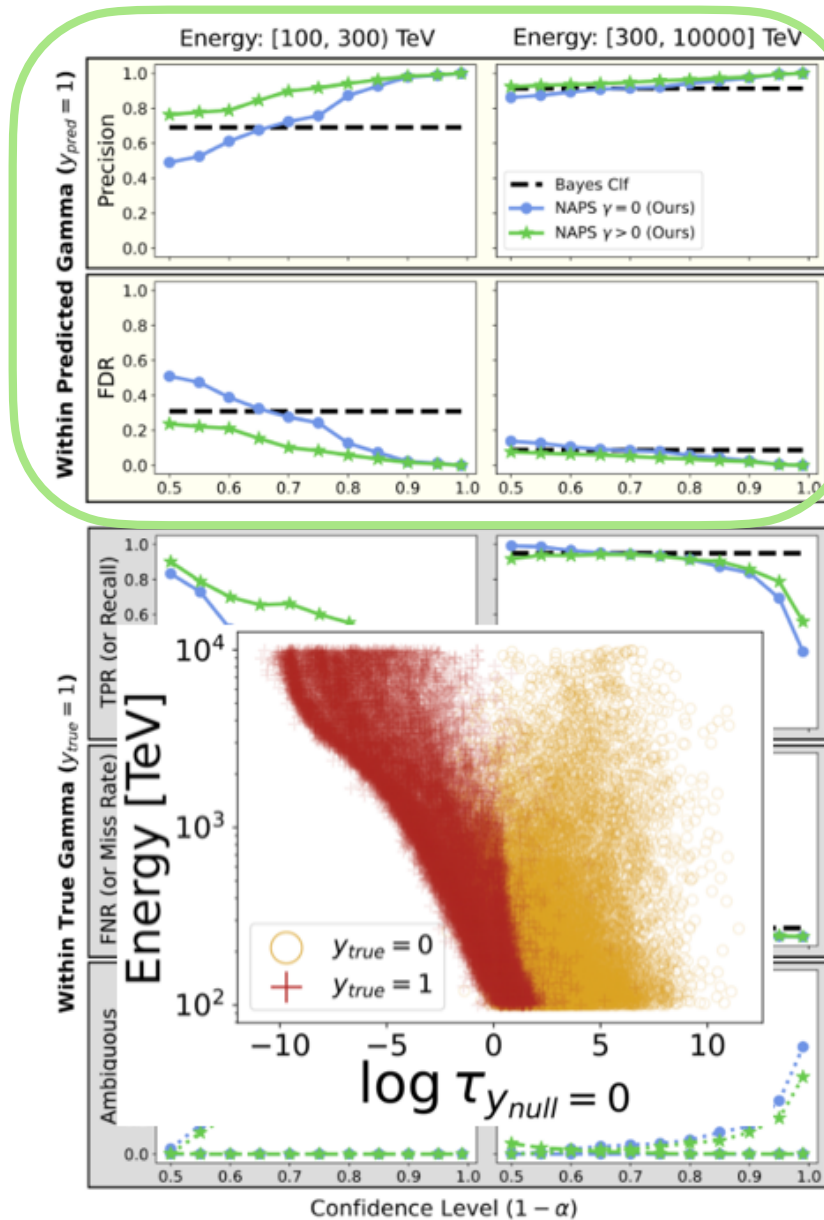 Energy: [100, 300) TeV
Energy: [300, 10000] TeV
Within Predicted Gamma (y_pred = 1)
Precision
1.0
0.8
0.6
0.4
0.2
0.0
Bayes Clf
NAPS γ = 0 (Ours)
NAPS γ > 0 (Ours)
FDR
1.0
0.8
0.6
0.4
0.2
0.0
0.5 0.6 0.7 0.8 0.9 1.0
0.5 0.6 0.7 0.8 0.9 1.0
Within True Gamma (y_true = 1)
TPR (or Recall)
1.0
0.8
0.6
FNR (or Miss Rate)
Ambiguous
0.0
Energy [TeV]
10^4
10^3
10^2
y_true = 0
y_true = 1
−10 −5 0 5 10
log τ_{y_null = 0}
0.5 0.6 0.7 0.8 0.9 1.0
0.5 0.6 0.7 0.8 0.9 1.0
Confidence Level (1 − α)